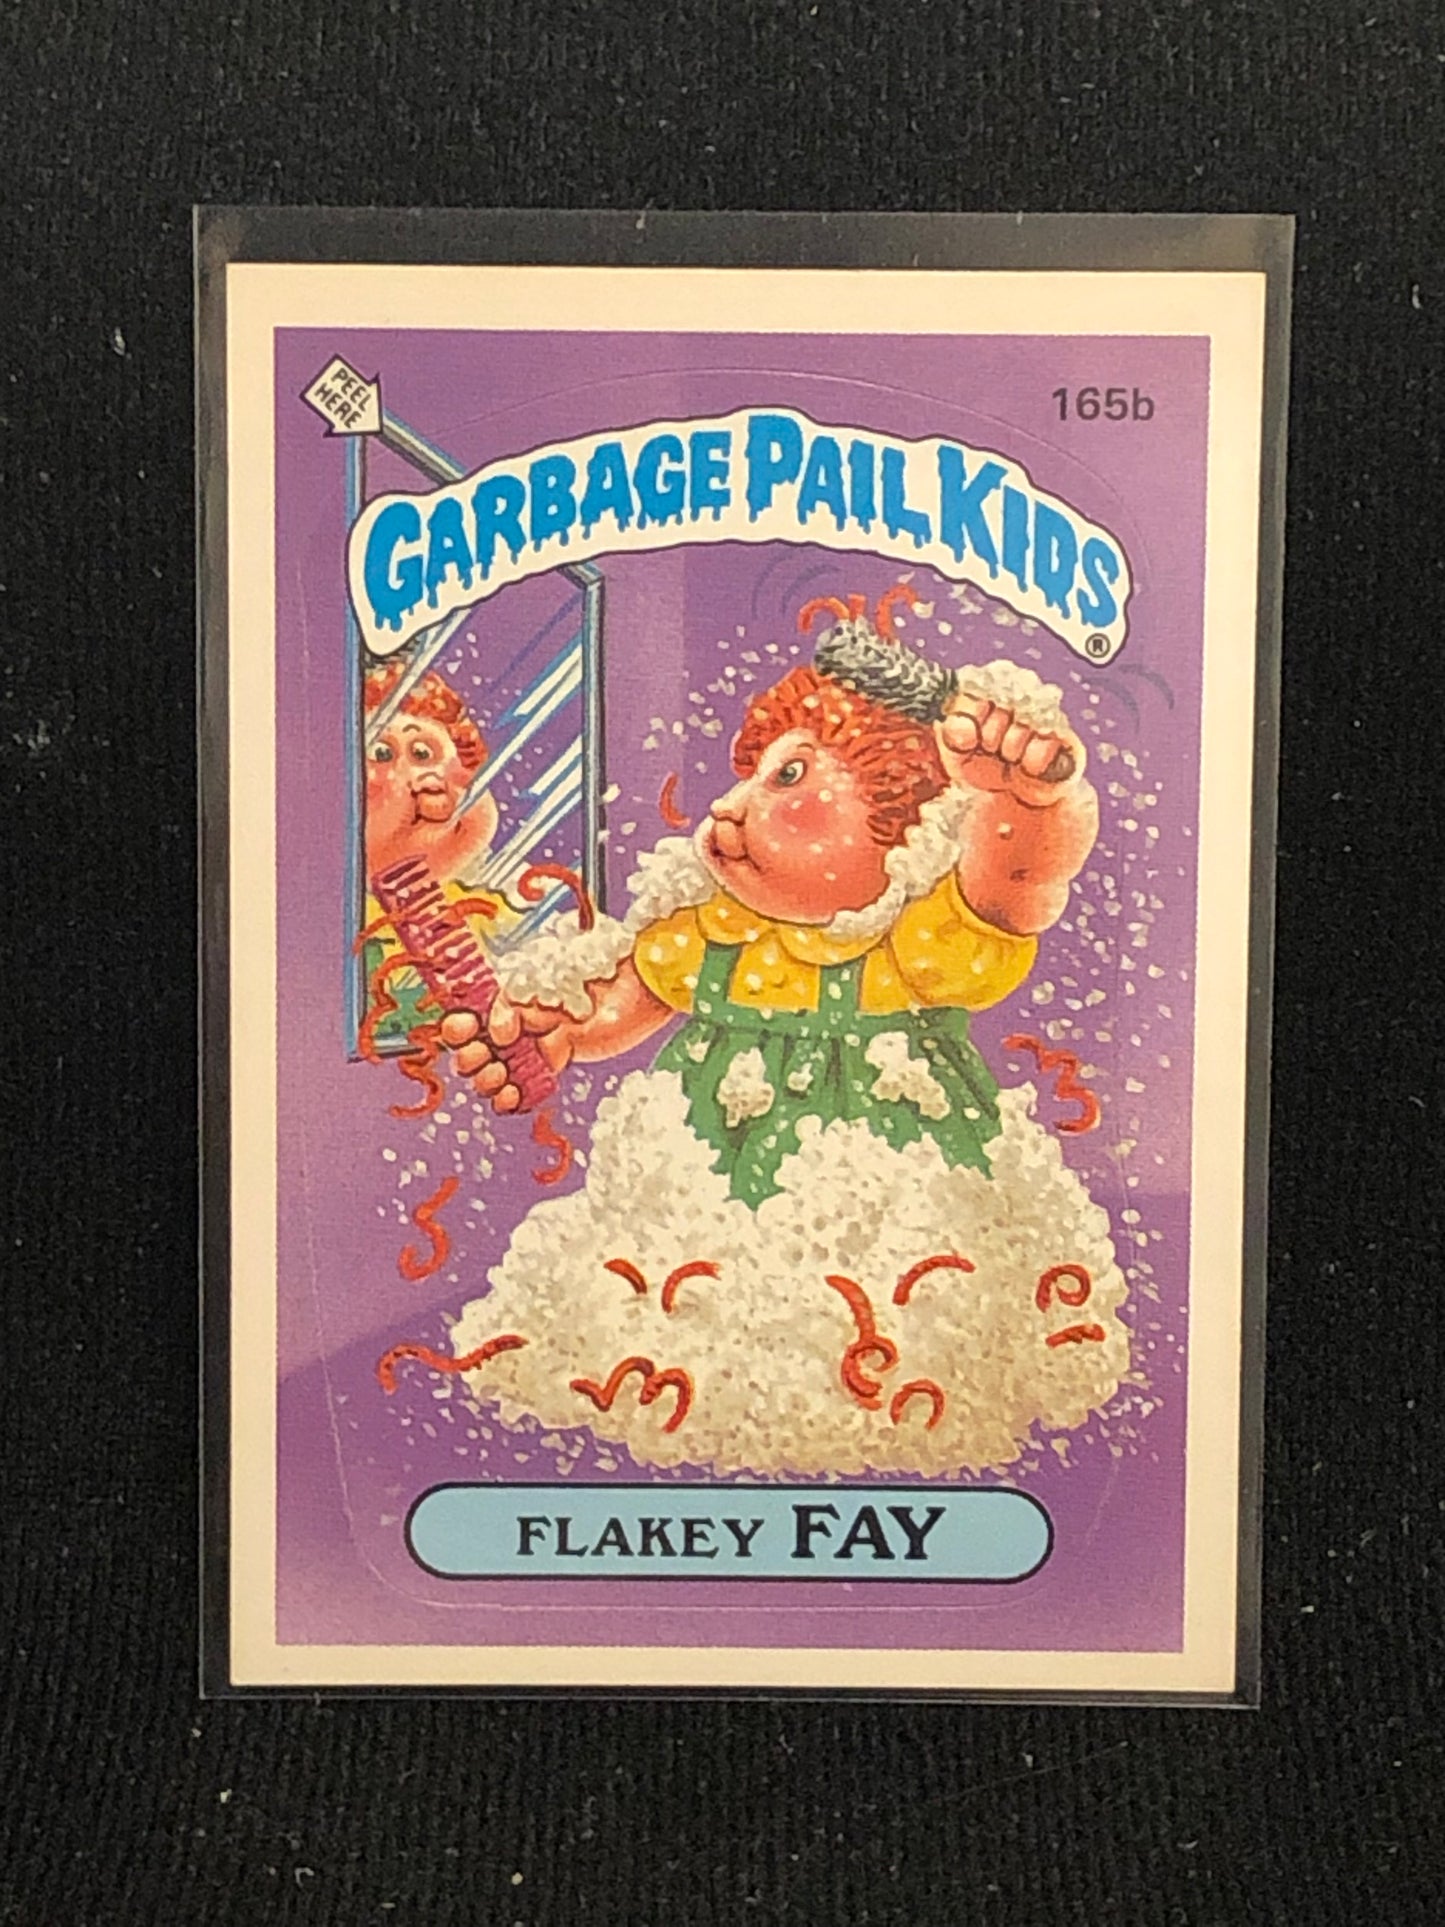 PEEL
HERE
165b
GARBAGE PAIL KIDS
®
FLAKEY FAY